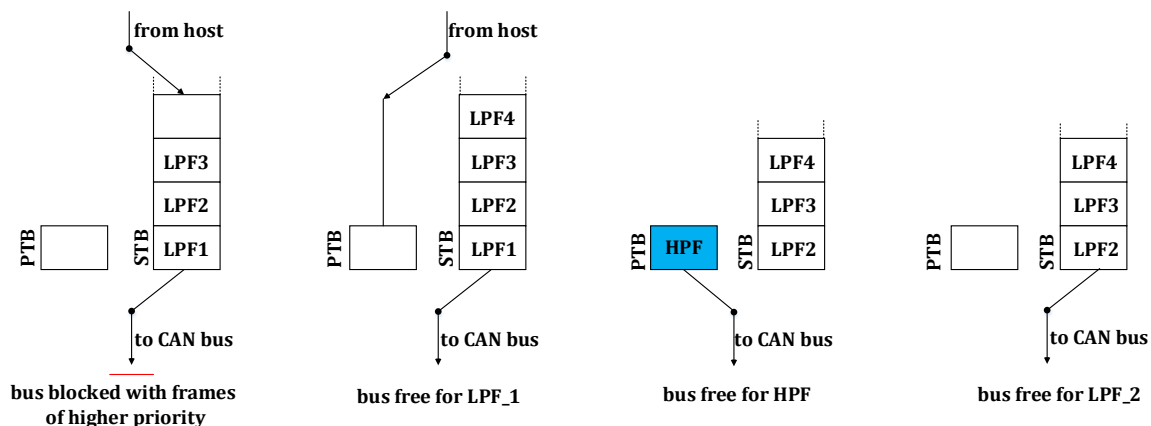 from host
LPF3
LPF2
PTB
STB
LPF1
to CAN bus
bus blocked with frames
of higher priority
from host
LPF4
LPF3
LPF2
PTB
STB
LPF1
to CAN bus
bus free for LPF_1
LPF4
LPF3
PTB
HPF
STB
LPF2
to CAN bus
bus free for HPF
LPF4
LPF3
PTB
STB
LPF2
to CAN bus
bus free for LPF_2